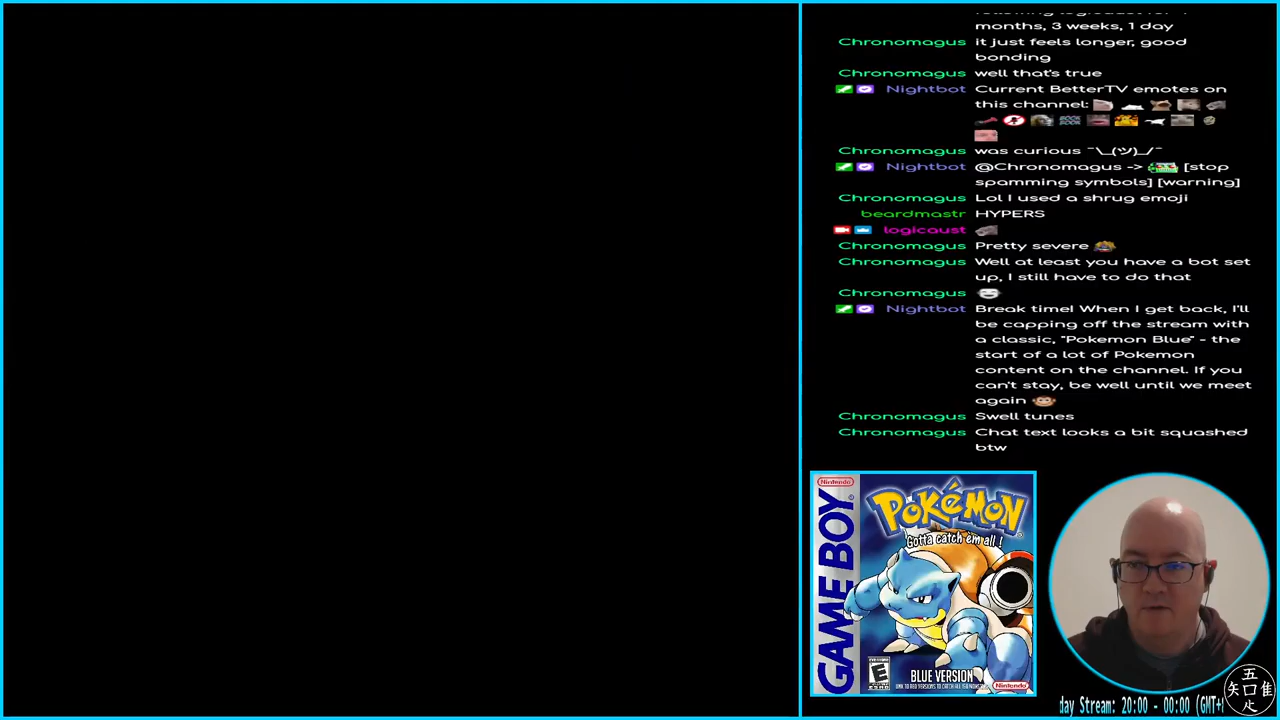 months, 3 weeks, 1 day
Chronomagus it just feels longer, good
bonding
Chronomagus well that's true
Nightbot Current BetterTV emotes on
this channel:
Chronomagus was curious ¯\_(ツ)_/¯
Nightbot @Chronomagus -> [stop
spamming symbols] [warning]
Chronomagus Lol I used a shrug emoji
beardmastr HYPERS
logicaust
Chronomagus Pretty severe
Chronomagus Well at least you have a bot set
up, I still have to do that
Chronomagus
Nightbot Break time! When I get back, I'll
be capping off the stream with
a classic, "Pokemon Blue" - the
start of a lot of Pokemon
content on the channel. If you
can't stay, be well until we meet
again
Chronomagus Swell tunes
Chronomagus Chat text looks a bit squashed
btw
Nintendo
GAME BOY
POKéMON
Gotta catch 'em all!
E
BLUE VERSION
Nintendo
day Stream: 20:00 - 00:00 (GMT+
五
矢口隹
止